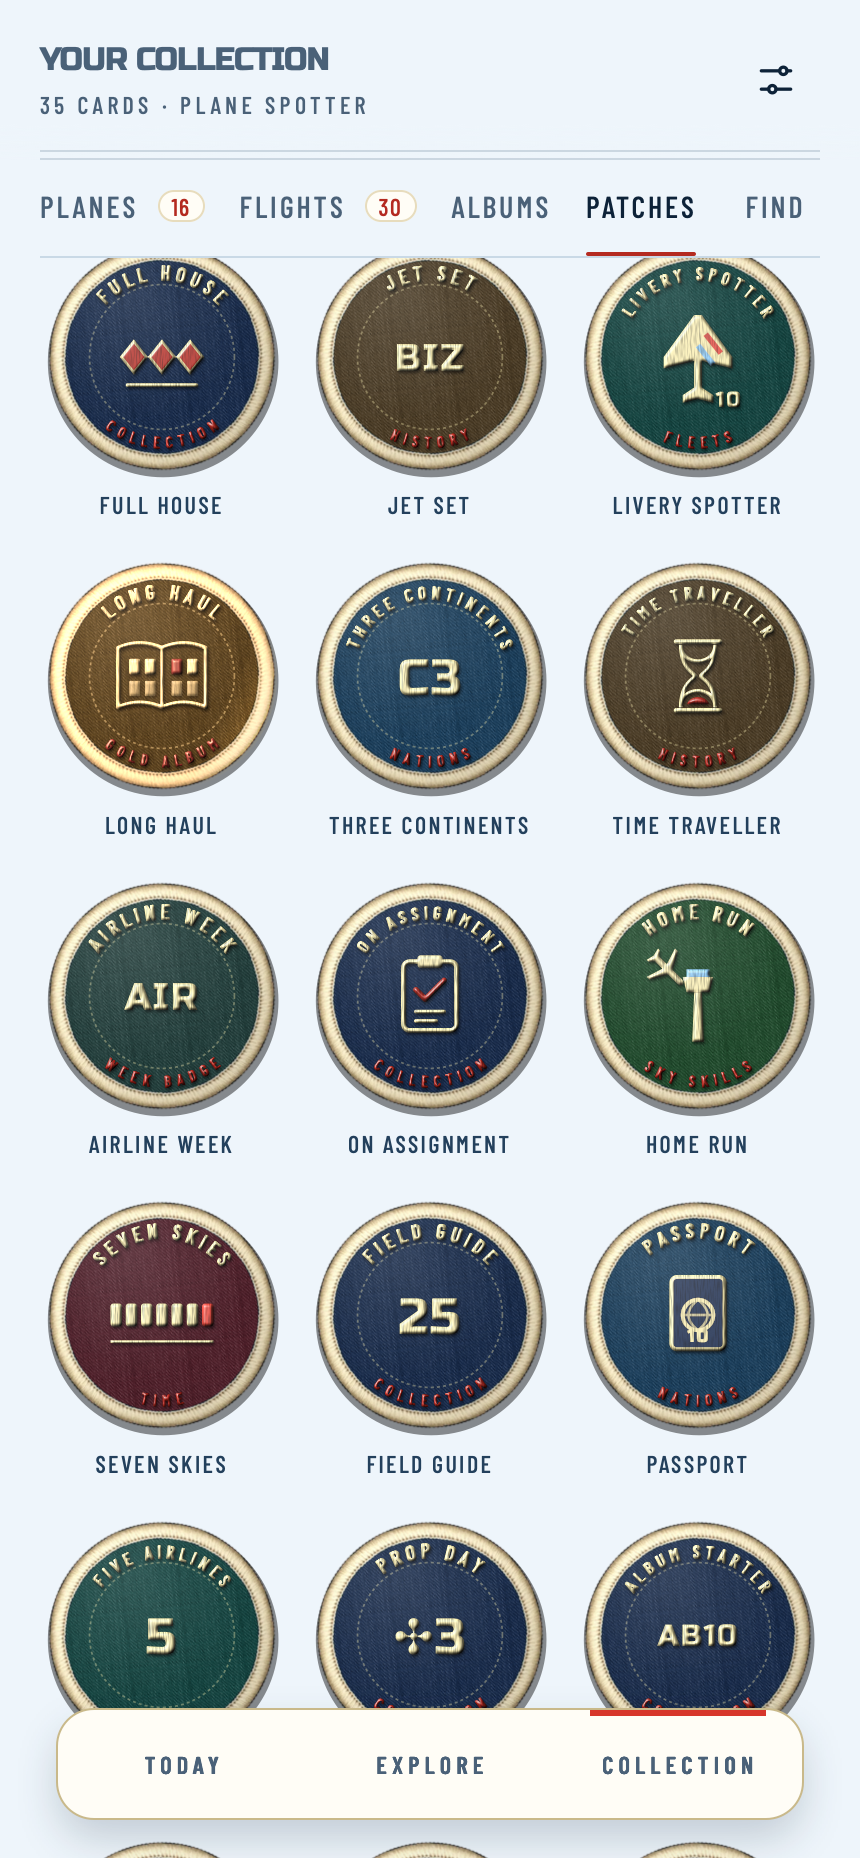 YOUR COLLECTION
35 CARDS · PLANE SPOTTER
PLANES 16 FLIGHTS 30 ALBUMS PATCHES FIND
FULL HOUSE JET SET LIVERY SPOTTER
BIZ 10
COLLECTION HISTORY FLEETS
FULL HOUSE JET SET LIVERY SPOTTER
LONG HAUL THREE CONTINENTS TIME TRAVELLER
C3
GOLD ALBUM NATIONS HISTORY
LONG HAUL THREE CONTINENTS TIME TRAVELLER
AIRLINE WEEK ON ASSIGNMENT HOME RUN
AIR
WEEK BADGE COLLECTION SKY SKILLS
AIRLINE WEEK ON ASSIGNMENT HOME RUN
SEVEN SKIES FIELD GUIDE PASSPORT
25 10
TIME COLLECTION NATIONS
SEVEN SKIES FIELD GUIDE PASSPORT
FIVE AIRLINES PROP DAY ALBUM STARTER
5 3 AB10
TODAY EXPLORE COLLECTION